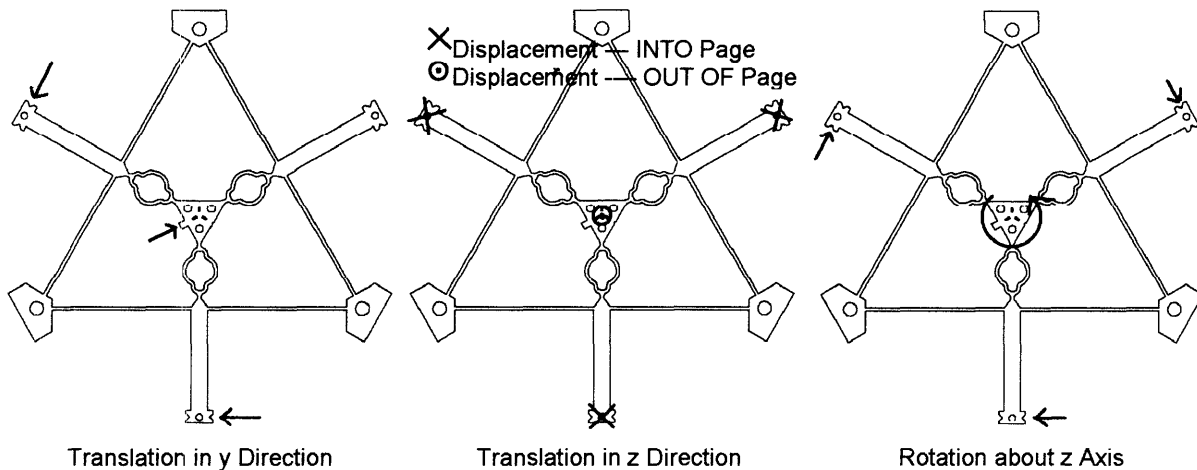 Displacement — INTO Page
Displacement — OUT OF Page
Translation in y Direction
Translation in z Direction
Rotation about z Axis